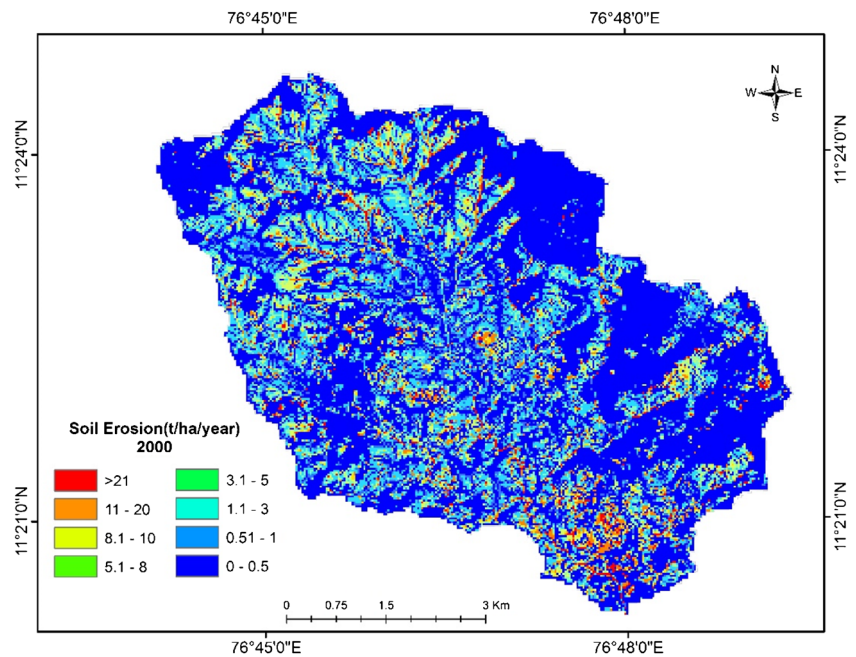 76°45'0"E 76°48'0"E
N
W E
S
11°24'0"N 11°24'0"N
Soil Erosion(t/ha/year)
2000
>21 3.1 - 5
11 - 20 1.1 - 3
8.1 - 10 0.51 - 1
5.1 - 8 0 - 0.5
11°21'0"N 11°21'0"N
0 0.75 1.5 3 Km
76°45'0"E 76°48'0"E